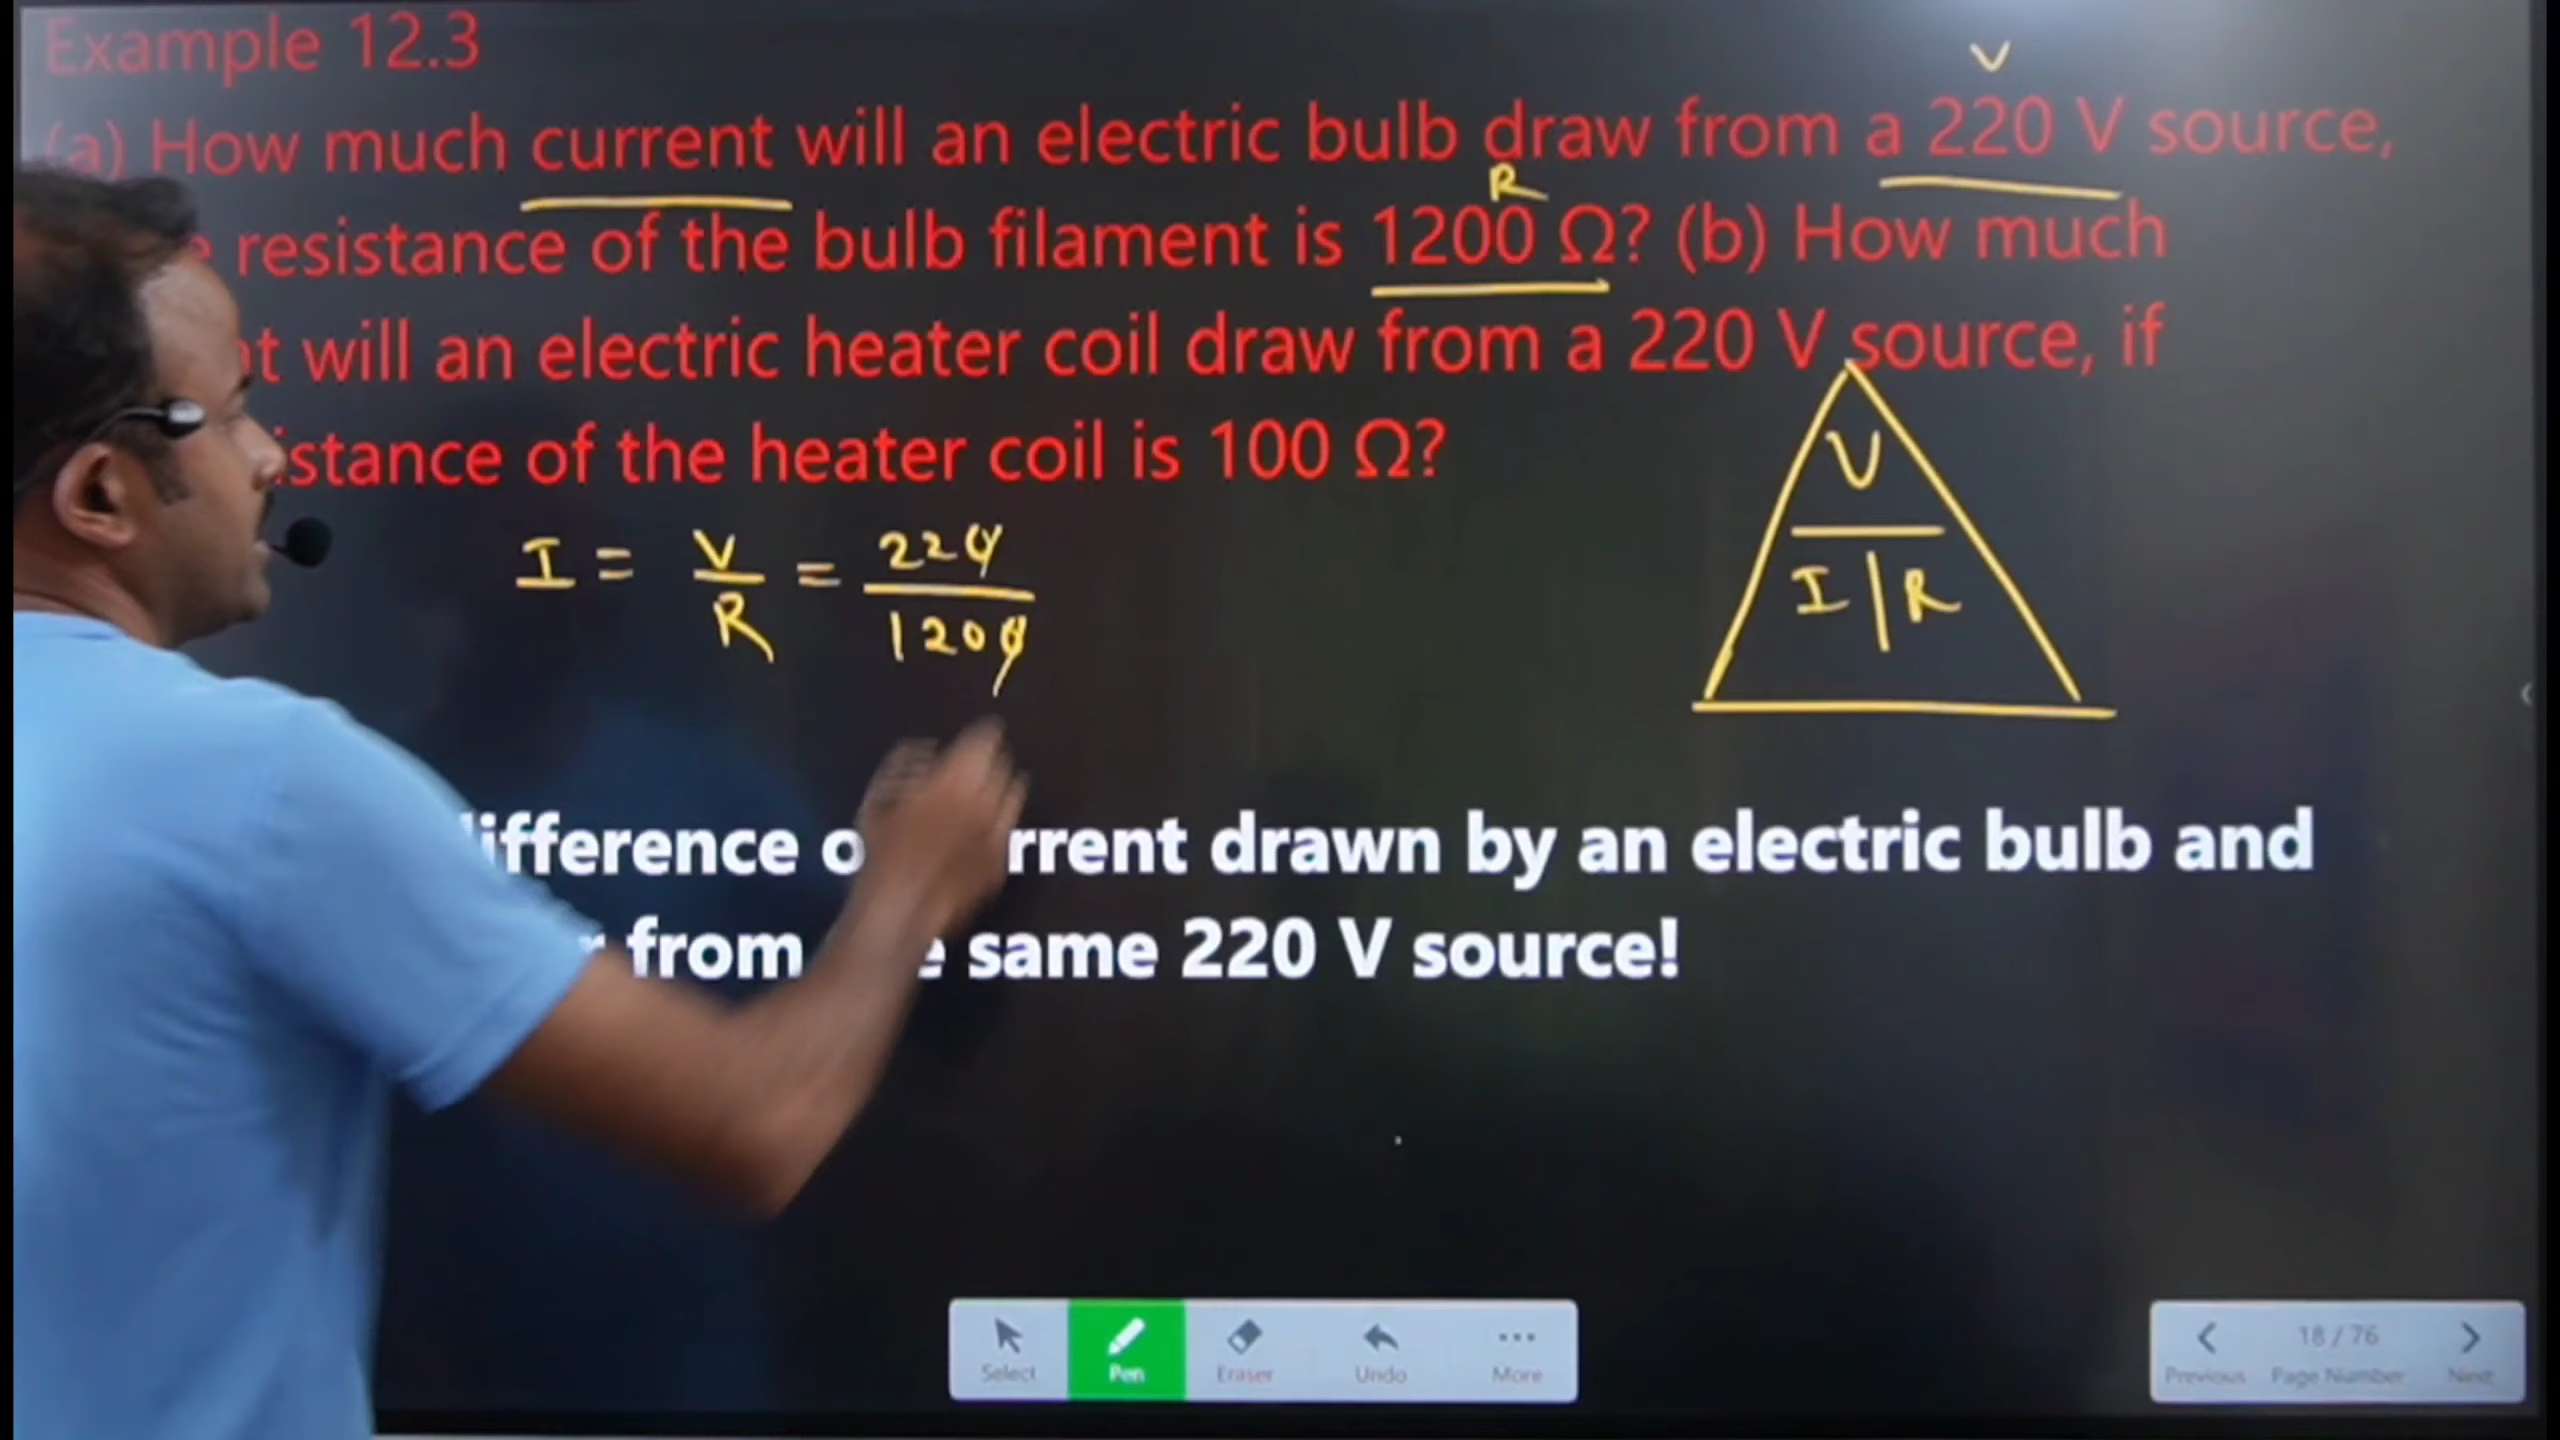 Example 12.3
V
(a) How much current will an electric bulb draw from a 220 V source,
R
resistance of the bulb filament is 1200 Ω? (b) How much
will an electric heater coil draw from a 220 V source, if
of the heater coil is 100 Ω?
V
I | R
I = V/R = 220/1200
current drawn by an electric bulb and
from same 220 V source!
Select Pen Eraser Undo More
18 / 76
Previous Page Number Next